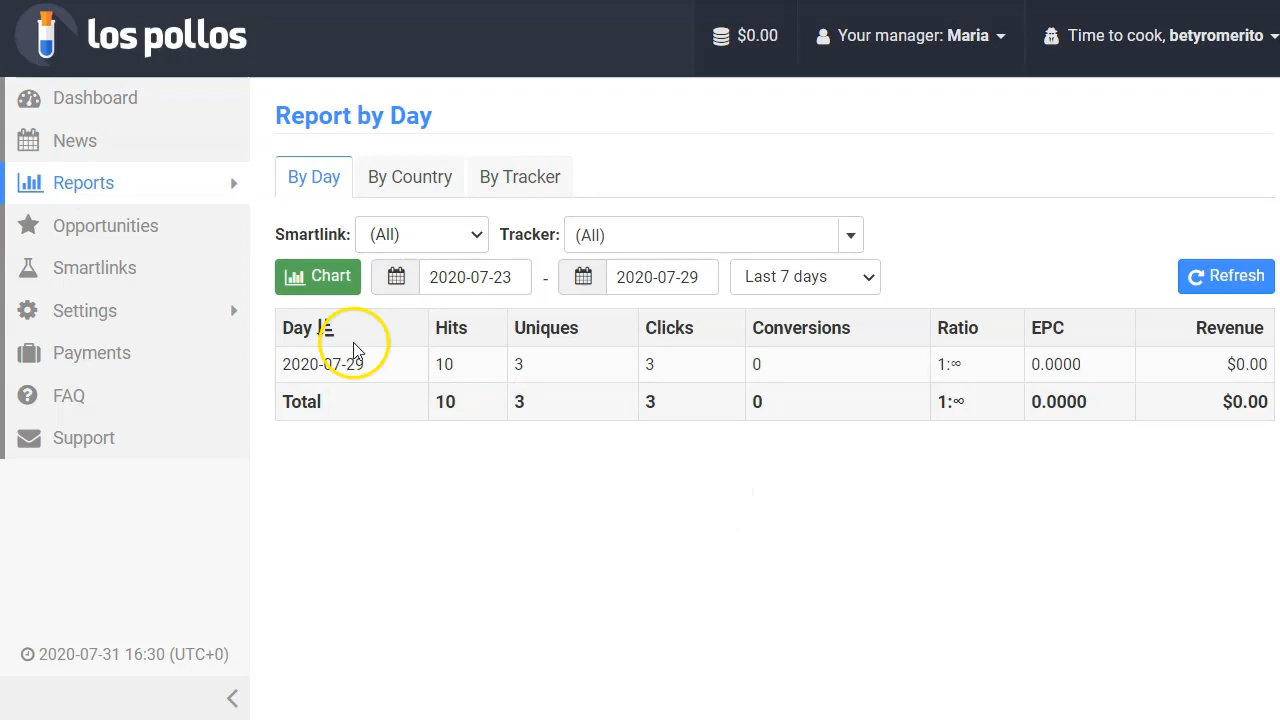 los pollos
$0.00
Your manager: Maria
Time to cook, betyromerito
Dashboard
News
Reports
Opportunities
Smartlinks
Settings
Payments
FAQ
Support
2020-07-31 16:30 (UTC+0)
Report by Day
By Day By Country By Tracker
Smartlink: (All) Tracker: (All)
Chart 2020-07-23 - 2020-07-29 Last 7 days Refresh
Day Hits Uniques Clicks Conversions Ratio EPC Revenue
2020-07-29 10 3 3 0 1:∞ 0.0000 $0.00
Total 10 3 3 0 1:∞ 0.0000 $0.00